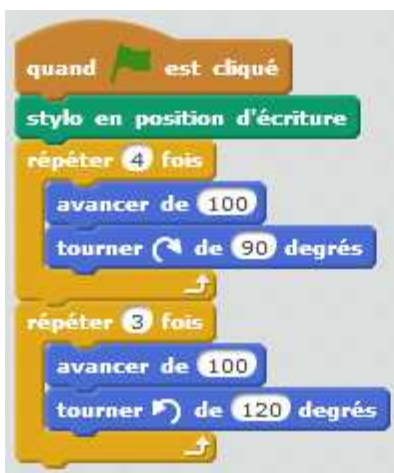 quand est cliqué
stylo en position d'écriture
répéter 4 fois
avancer de 100
tourner de 90 degrés
répéter 3 fois
avancer de 100
tourner de 120 degrés